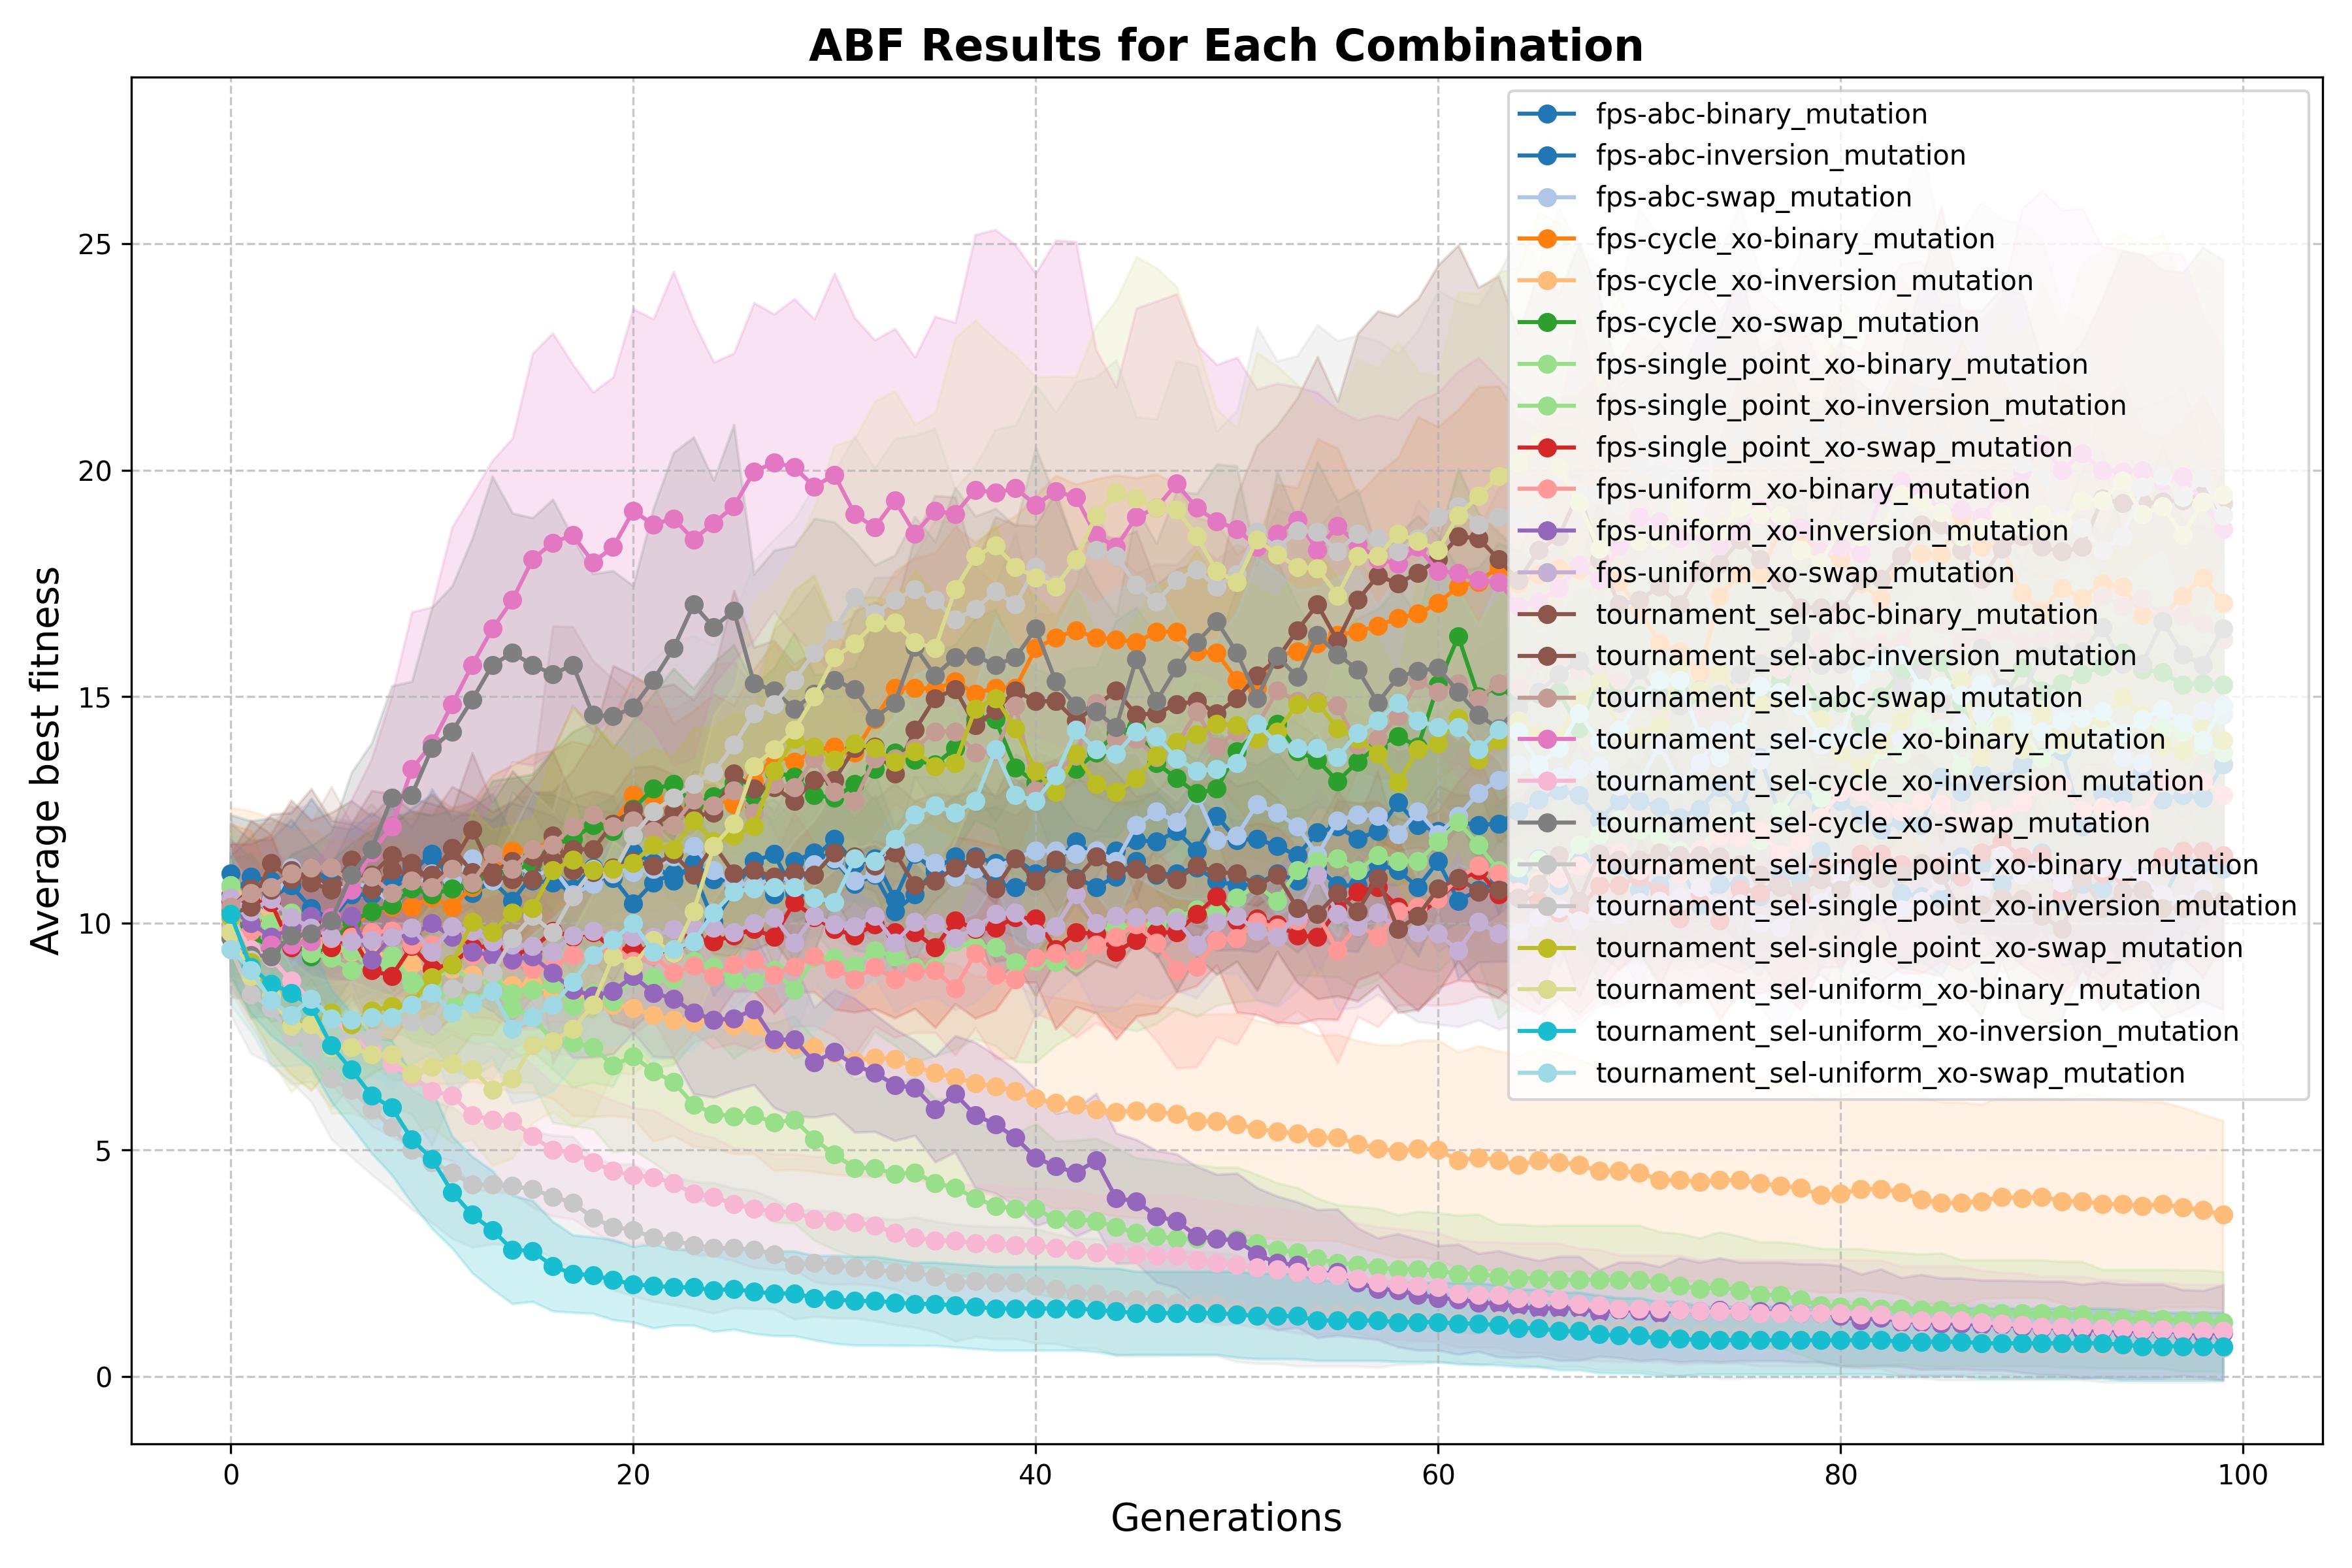 ABF Results for Each Combination
fps-abc-binary_mutation
fps-abc-inversion_mutation
fps-abc-swap_mutation
fps-cycle_xo-binary_mutation
fps-cycle_xo-inversion_mutation
fps-cycle_xo-swap_mutation
fps-single_point_xo-binary_mutation
fps-single_point_xo-inversion_mutation
fps-single_point_xo-swap_mutation
fps-uniform_xo-binary_mutation
fps-uniform_xo-inversion_mutation
fps-uniform_xo-swap_mutation
tournament_sel-abc-binary_mutation
tournament_sel-abc-inversion_mutation
tournament_sel-abc-swap_mutation
tournament_sel-cycle_xo-binary_mutation
tournament_sel-cycle_xo-inversion_mutation
tournament_sel-cycle_xo-swap_mutation
tournament_sel-single_point_xo-binary_mutation
tournament_sel-single_point_xo-inversion_mutation
tournament_sel-single_point_xo-swap_mutation
tournament_sel-uniform_xo-binary_mutation
tournament_sel-uniform_xo-inversion_mutation
tournament_sel-uniform_xo-swap_mutation
Average best fitness
25
20
15
10
5
0
0 20 40 60 80 100
Generations